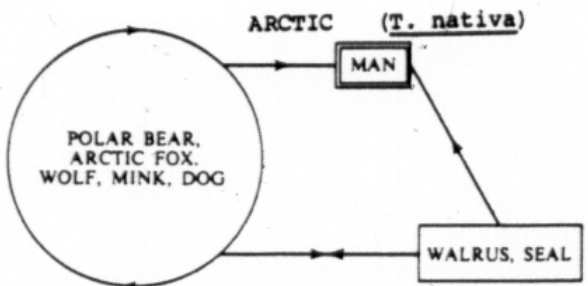 ARCTIC (T. nativa)
MAN
POLAR BEAR,
ARCTIC FOX.
WOLF, MINK, DOG
WALRUS, SEAL